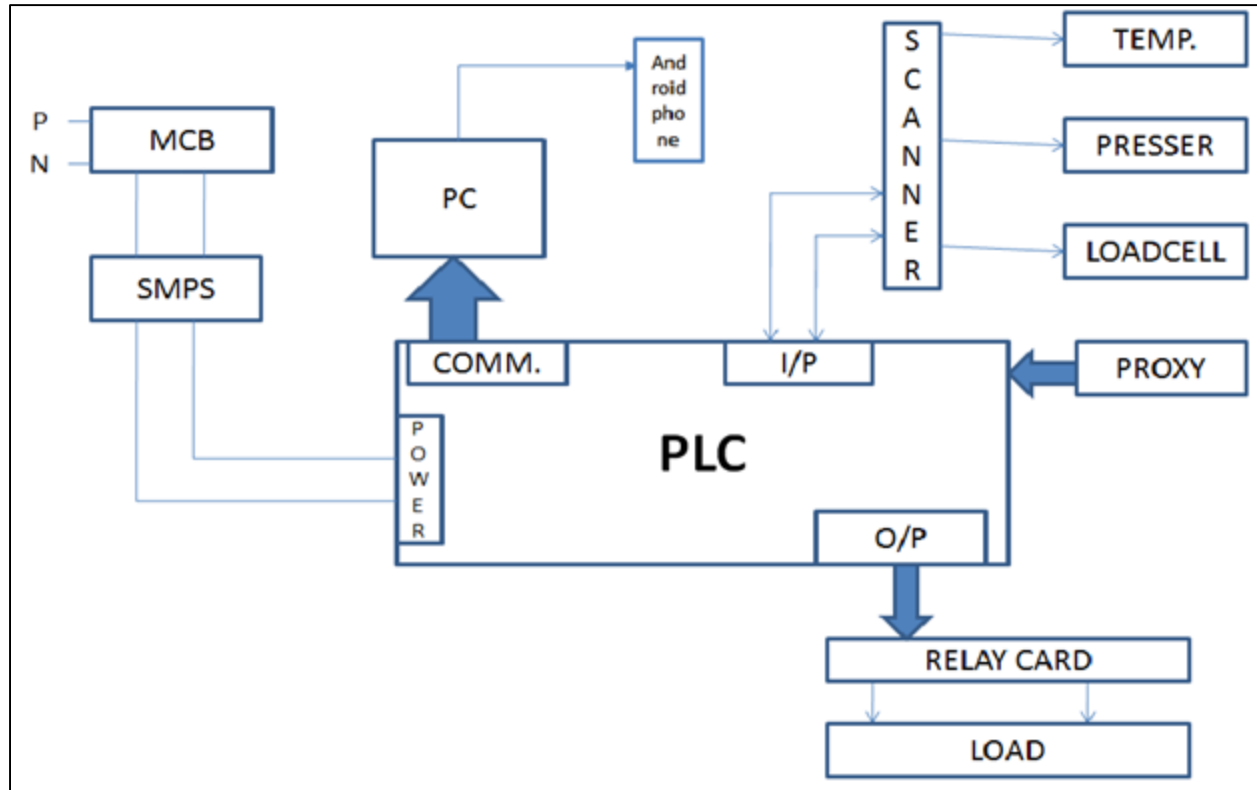 P
N
MCB
SMPS
PC
And
roid
pho
ne
S
C
A
N
N
E
R
TEMP.
PRESSER
LOADCELL
PROXY
COMM.
I/P
P
O
W
E
R
PLC
O/P
RELAY CARD
LOAD